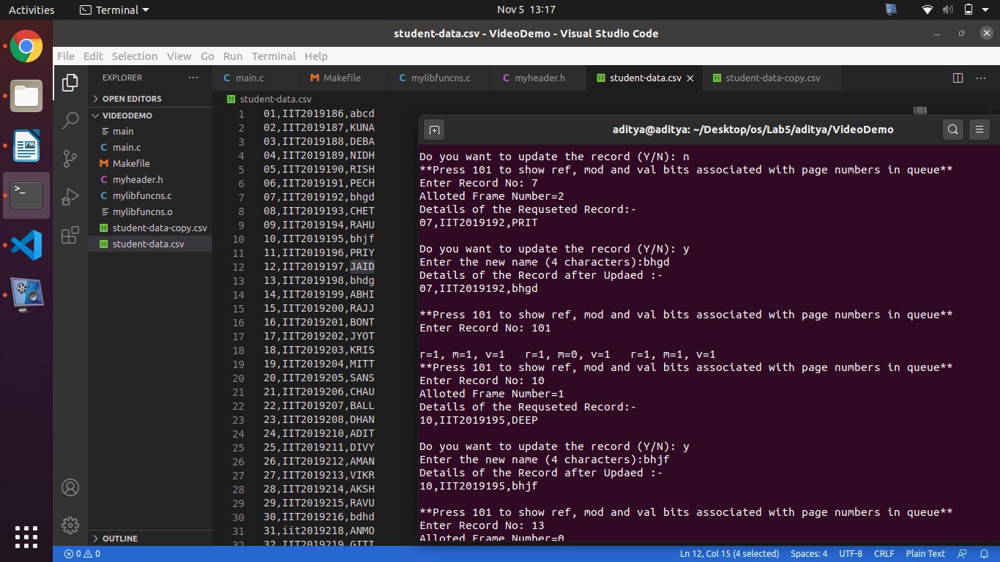 Activities
Terminal
Nov 5 13:17
student-data.csv - VideoDemo - Visual Studio Code
File Edit Selection View Go Run Terminal Help
EXPLORER
OPEN EDITORS
VIDEODEMO
main
main.c
Makefile
myheader.h
mylibfuncns.c
mylibfuncns.o
student-data-copy.csv
student-data.csv
OUTLINE
main.c
Makefile
mylibfuncns.c
myheader.h
student-data.csv
student-data-copy.csv
student-data.csv
1 01,IIT2019186,abcd
2 02,IIT2019187,KUNA
3 03,IIT2019188,DEBA
4 04,IIT2019189,NIDH
5 05,IIT2019190,RISH
6 06,IIT2019191,PECH
7 07,IIT2019192,bhgd
8 08,IIT2019193,CHET
9 09,IIT2019194,RAHU
10 10,IIT2019195,bhjf
11 11,IIT2019196,PRIY
12 12,IIT2019197,JAID
13 13,IIT2019198,bhdg
14 14,IIT2019199,ABHI
15 15,IIT2019200,RAJJ
16 16,IIT2019201,BONT
17 17,IIT2019202,JYOT
18 18,IIT2019203,KRIS
19 19,IIT2019204,MITT
20 20,IIT2019205,SANS
21 21,IIT2019206,CHAU
22 22,IIT2019207,BALL
23 23,IIT2019208,DHAN
24 24,IIT2019210,ADIT
25 25,IIT2019211,DIVY
26 26,IIT2019212,AMAN
27 27,IIT2019213,VIKR
28 28,IIT2019214,AKSH
29 29,IIT2019215,RAVU
30 30,IIT2019216,bdhd
31 31,iit2019218,ANMO
32 32,IIT2019219,GITI
aditya@aditya: ~/Desktop/os/Lab5/aditya/VideoDemo
Do you want to update the record (Y/N): n
**Press 101 to show ref, mod and val bits associated with page numbers in queue**
Enter Record No: 7
Alloted Frame Number=2
Details of the Requseted Record:-
07,IIT2019192,PRIT
Do you want to update the record (Y/N): y
Enter the new name (4 characters):bhgd
Details of the Record after Updaed :-
07,IIT2019192,bhgd
**Press 101 to show ref, mod and val bits associated with page numbers in queue**
Enter Record No: 101
r=1, m=1, v=1   r=1, m=0, v=1   r=1, m=1, v=1
**Press 101 to show ref, mod and val bits associated with page numbers in queue**
Enter Record No: 10
Alloted Frame Number=1
Details of the Requseted Record:-
10,IIT2019195,DEEP
Do you want to update the record (Y/N): y
Enter the new name (4 characters):bhjf
Details of the Record after Updaed :-
10,IIT2019195,bhjf
**Press 101 to show ref, mod and val bits associated with page numbers in queue**
Enter Record No: 13
Alloted Frame Number=0
0 0
Ln 12, Col 15 (4 selected) Spaces: 4 UTF-8 CRLF Plain Text